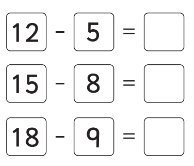 12 - 5 =
15 - 8 =
18 - 9 =